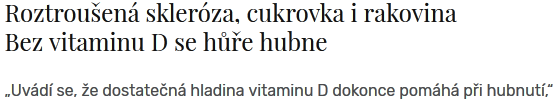 Roztroušená skleróza, cukrovka i rakovina
Bez vitaminu D se hůře hubne
„Uvádí se, že dostatečná hladina vitaminu D dokonce pomáhá při hubnutí,“